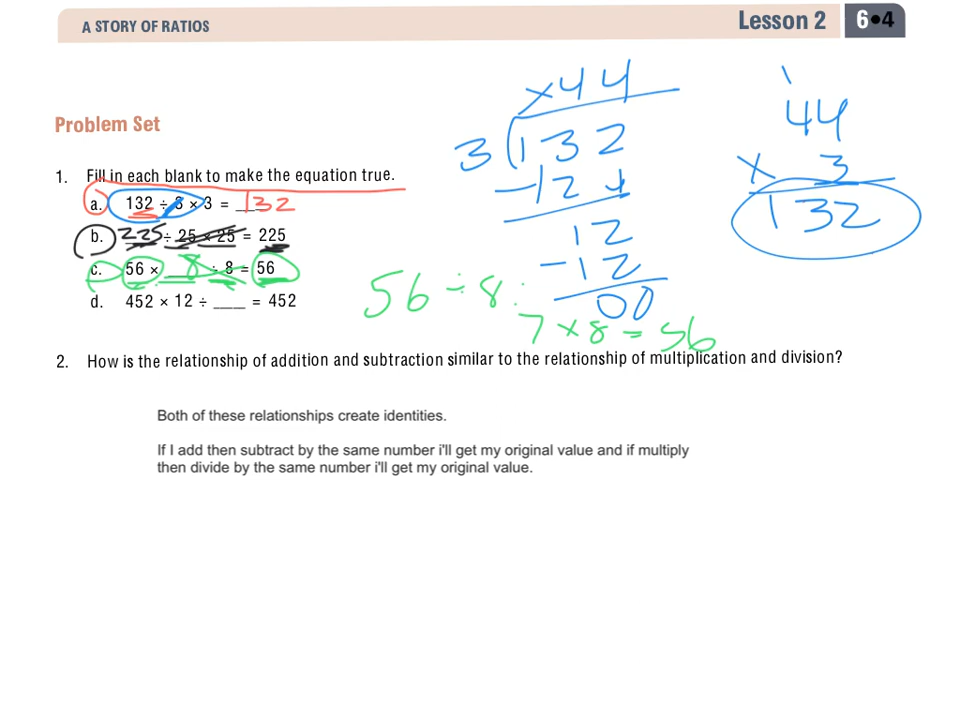 A STORY OF RATIOS
Lesson 2 6•4
Problem Set
1. Fill in each blank to make the equation true.
a. 132 ÷ 3 × 3 = 132
b. 225 ÷ 25 × 25 = 225
c. 56 × 8 ÷ 8 = 56
d. 452 × 12 ÷ ____ = 452
x44
3 132
-12↓
12
-12
00
1
44
x 3
132
56 ÷ 8:
7 x 8 = 56
2. How is the relationship of addition and subtraction similar to the relationship of multiplication and division?
Both of these relationships create identities.
If I add then subtract by the same number i'll get my original value and if multiply
then divide by the same number i'll get my original value.